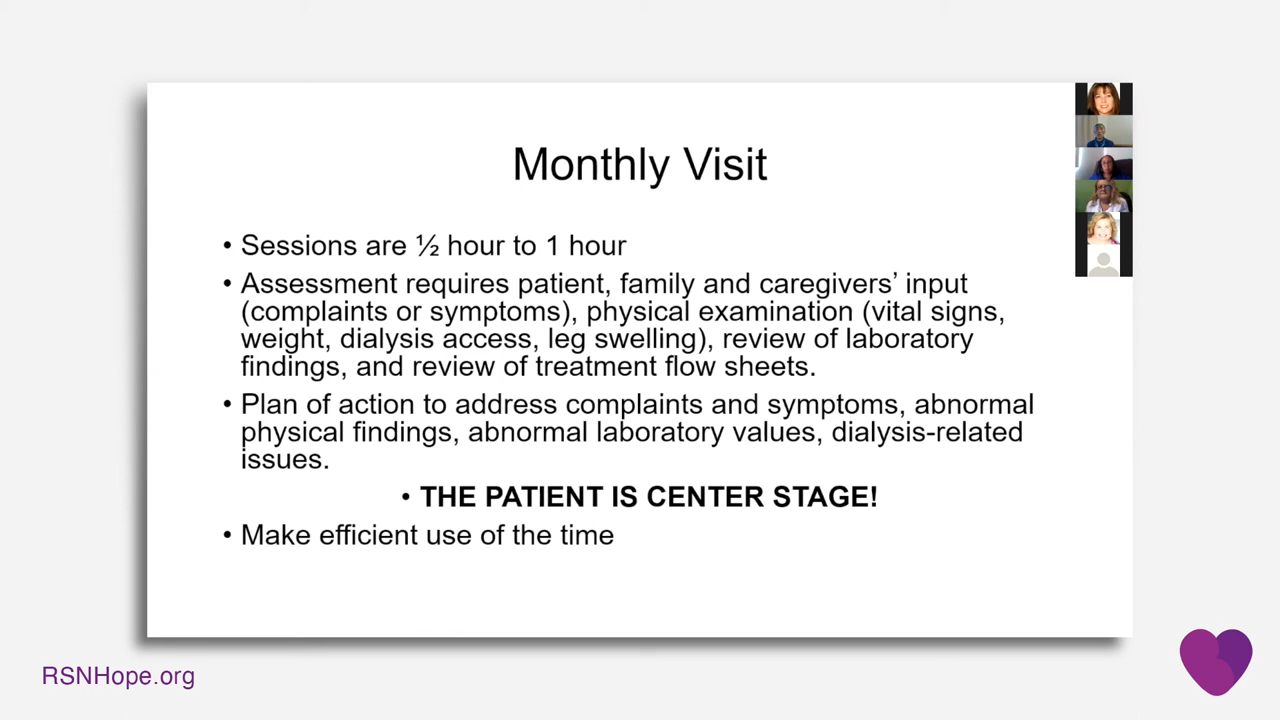 Monthly Visit
• Sessions are ½ hour to 1 hour
• Assessment requires patient, family and caregivers’ input
(complaints or symptoms), physical examination (vital signs,
weight, dialysis access, leg swelling), review of laboratory
findings, and review of treatment flow sheets.
• Plan of action to address complaints and symptoms, abnormal
physical findings, abnormal laboratory values, dialysis-related
issues.
• THE PATIENT IS CENTER STAGE!
• Make efficient use of the time
RSNHope.org